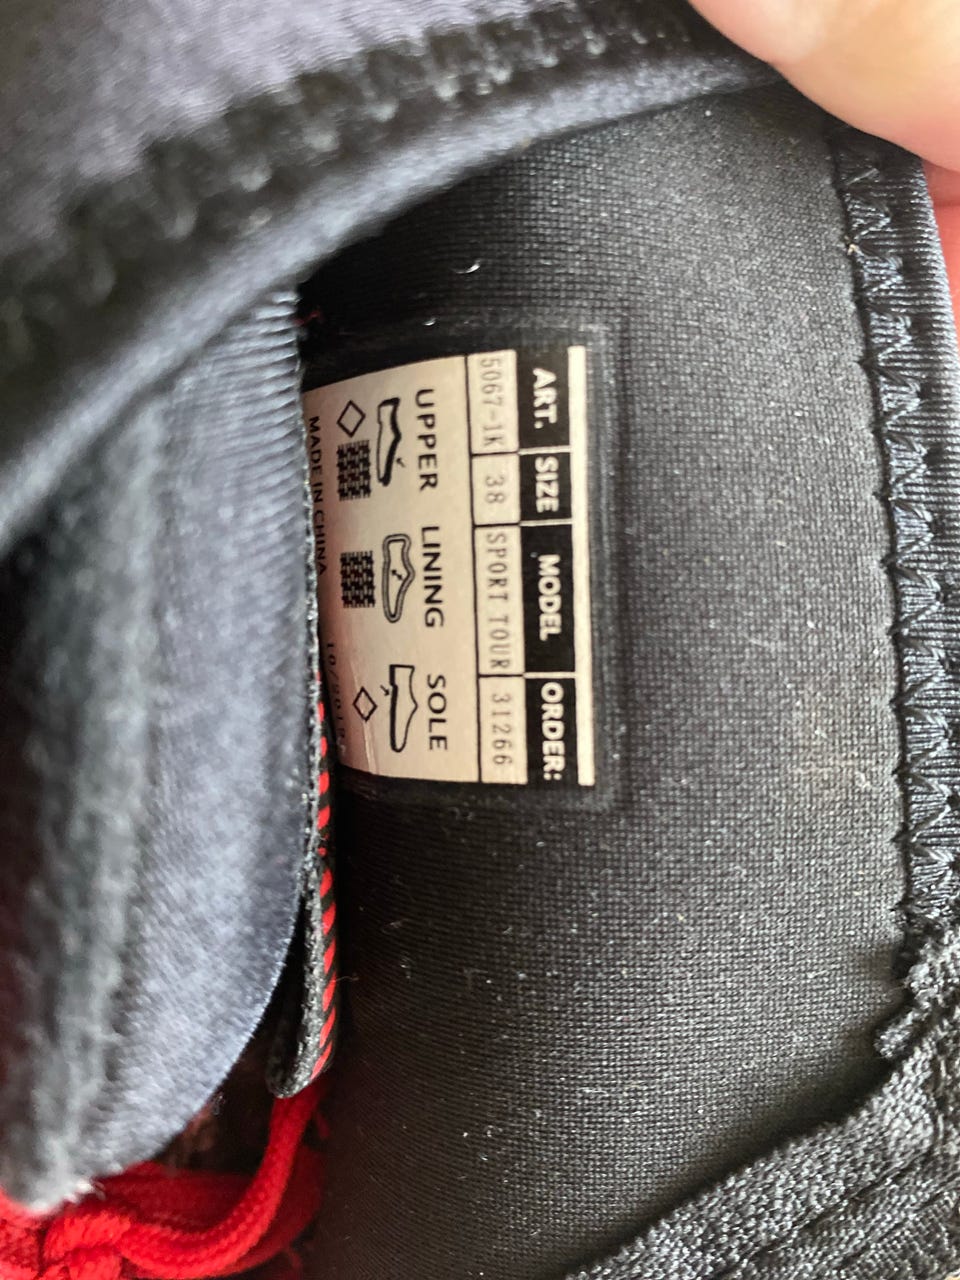 ART. SIZE MODEL ORDER:
5067-1K 38 SPORT TOUR 31266
UPPER LINING SOLE
MADE IN CHINA